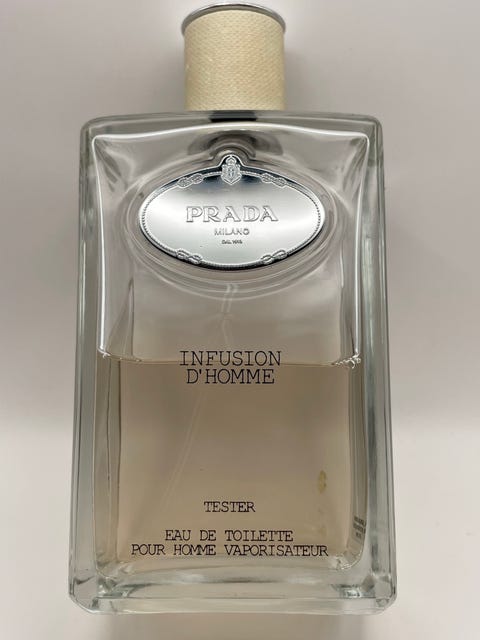 PRADA
MILANO
DAL 1913
INFUSION
D'HOMME
TESTER
EAU DE TOILETTE
POUR HOMME VAPORISATEUR